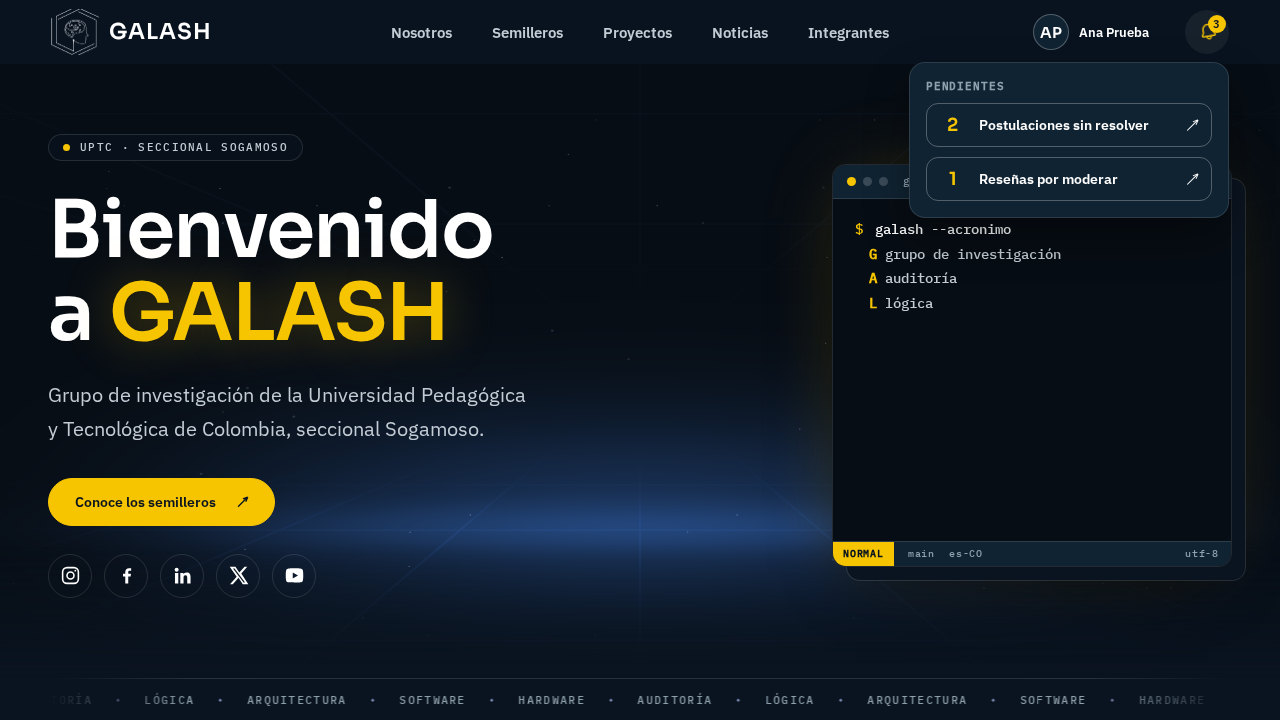 GALASH
Nosotros
Semilleros
Proyectos
Noticias
Integrantes
AP
Ana Prueba
3
PENDIENTES
2 Postulaciones sin resolver
1 Reseñas por moderar
UPTC · SECCIONAL SOGAMOSO
Bienvenido
a GALASH
Grupo de investigación de la Universidad Pedagógica
y Tecnológica de Colombia, seccional Sogamoso.
Conoce los semilleros
$ galash --acronimo
G grupo de investigación
A auditoría
L lógica
NORMAL main es-CO utf-8
LÓGICA • ARQUITECTURA • SOFTWARE • HARDWARE • AUDITORÍA • LÓGICA • ARQUITECTURA • SOFTWARE • HARDWARE